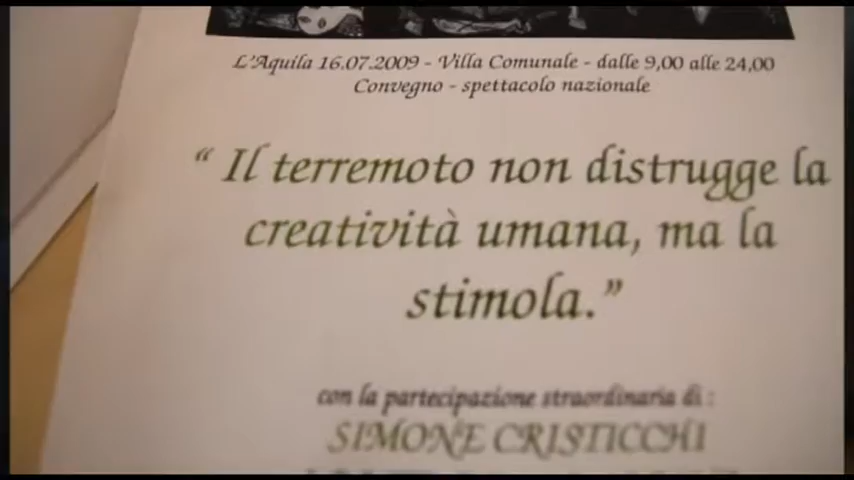 L'Aquila 16.07.2009 - Villa Comunale - dalle 9,00 alle 24,00
Convegno - spettacolo nazionale
“ Il terremoto non distrugge la
creatività umana, ma la
stimola.”
con la partecipazione straordinaria di :
SIMONE CRISTICCHI